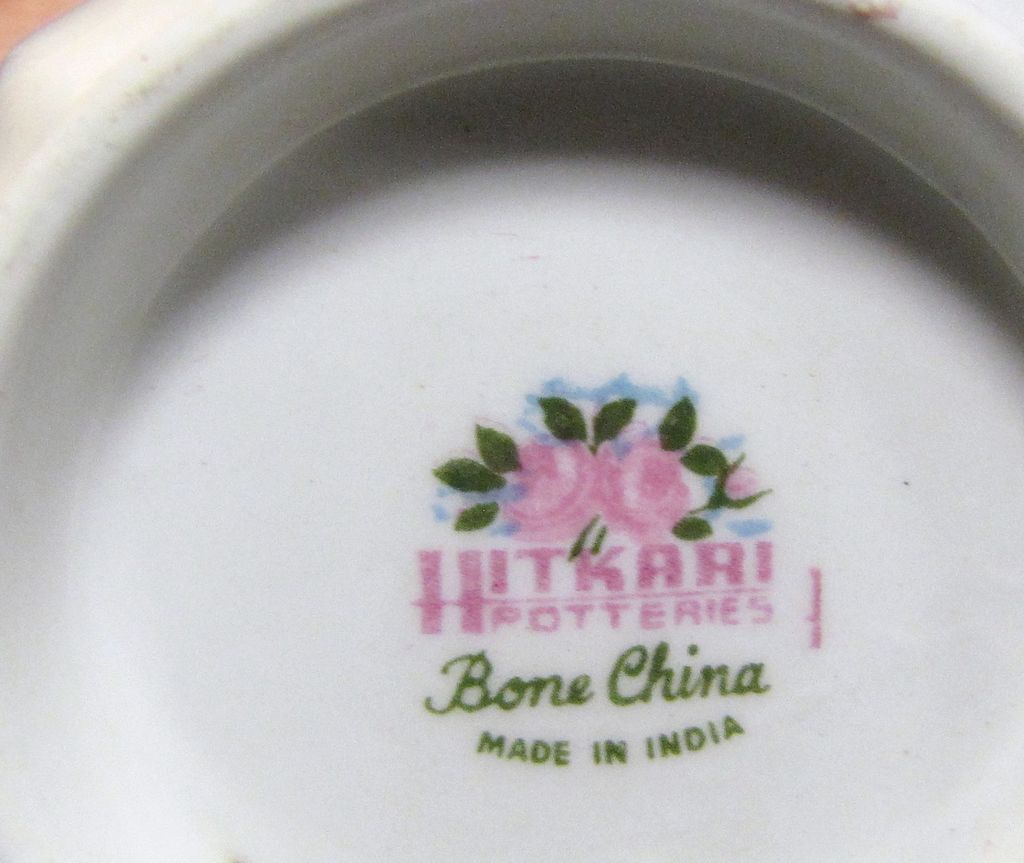 HITKARI
POTTERIES
Bone China
MADE IN INDIA